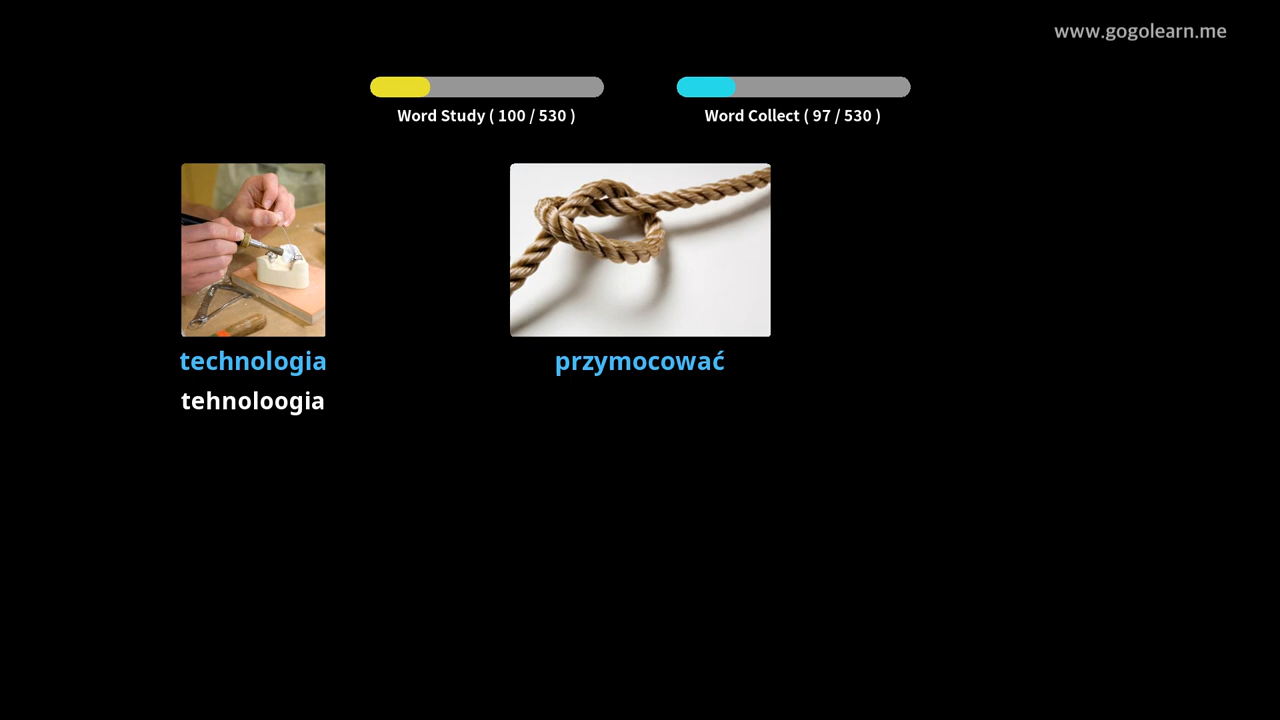 www.gogolearn.me
Word Study ( 100 / 530 )
Word Collect ( 97 / 530 )
technologia
przymocować
tehnoloogia